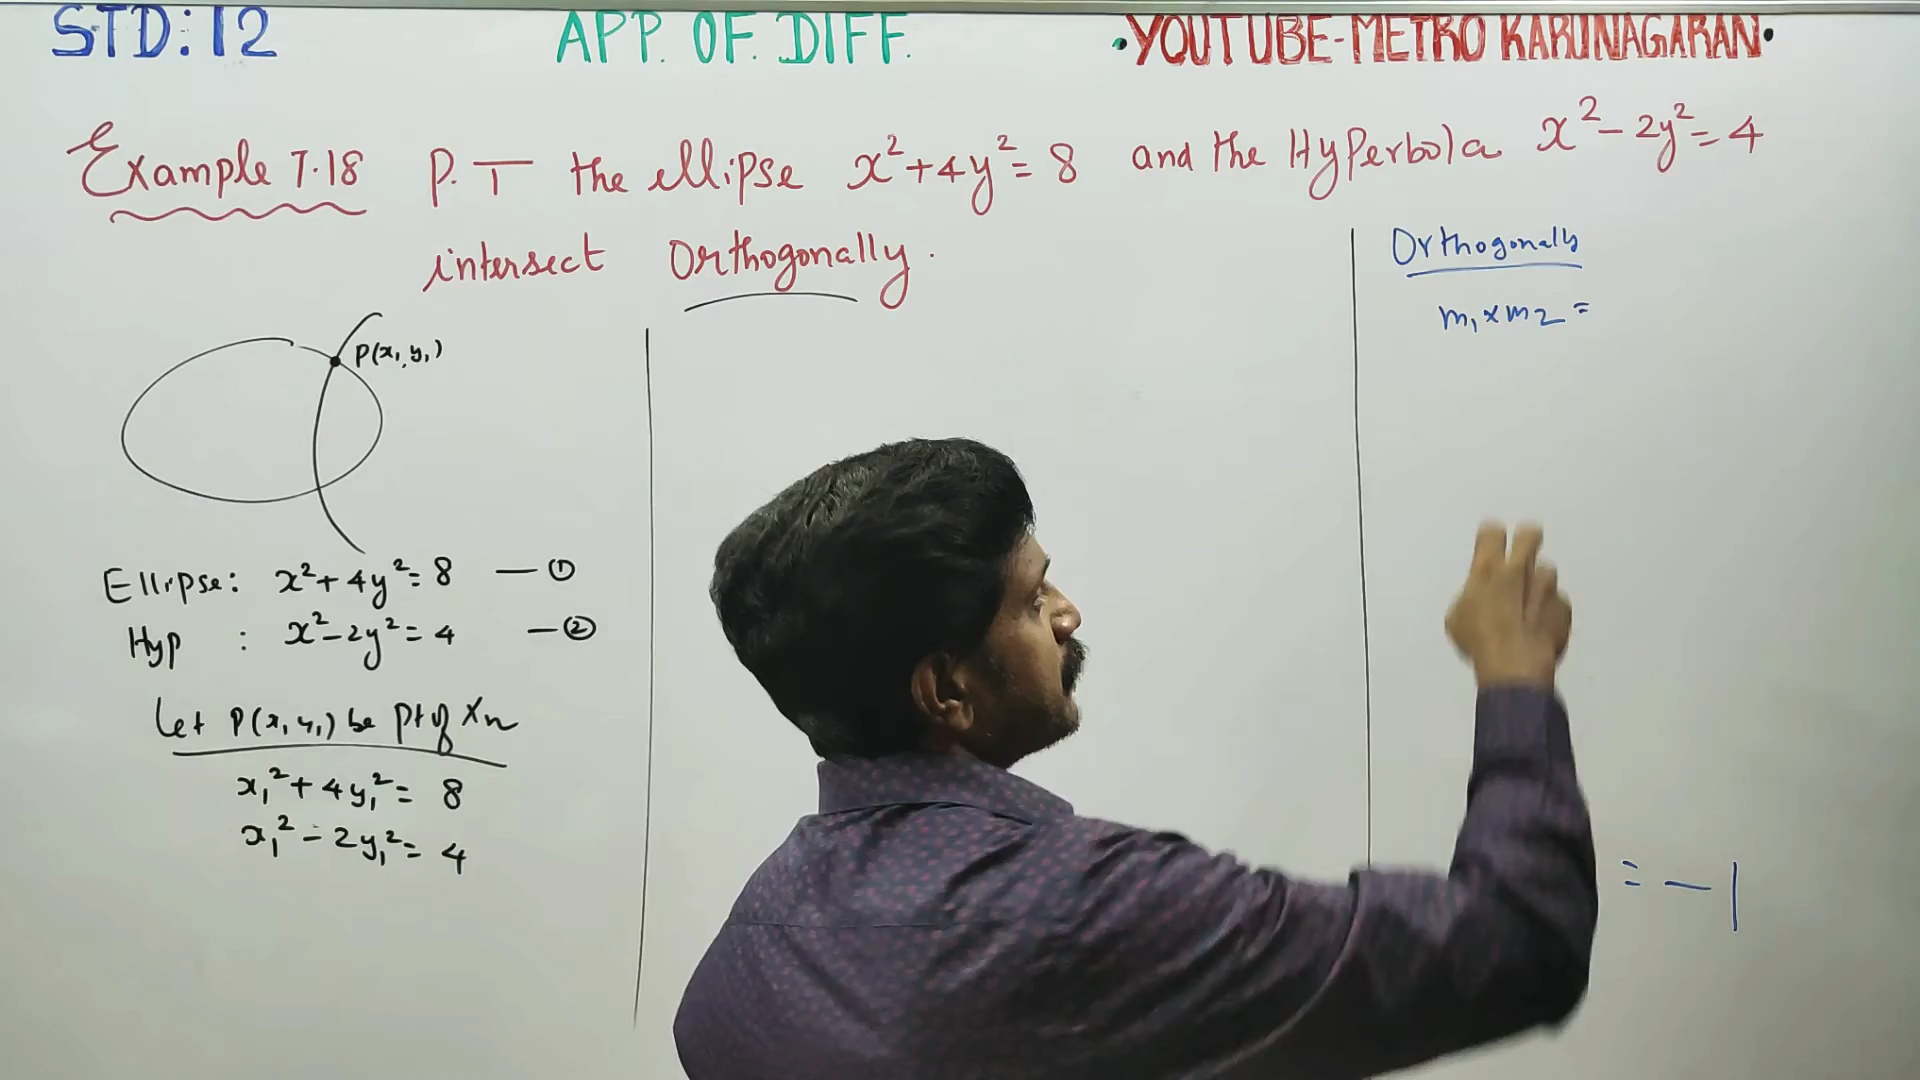 STD:12 APP. OF. DIFF. •YOUTUBE-METRO KARUNAGARAN•
Example 7.18 P.T the ellipse x²+4y²=8 and the Hyperbola x²-2y²=4
intersect Orthogonally.
P(x₁,y₁)
Ellipse: x²+4y²=8 —①
Hyp : x²-2y²=4 —②
Let P(x₁,y₁) be pt of Xn
x₁²+4y₁²= 8
x₁²-2y₁²= 4
Orthogonally
m₁×m₂=
= -1